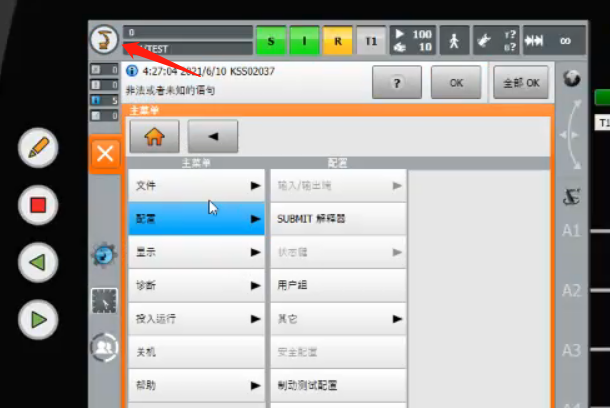 0
/TEST
S
I
R
T1
100
10
∞
0
0
5
0
4:27:04 2021/6/10 KSS02037
非法或者未知的语句
?
OK
全部 OK
主菜单
主菜单
配置
文件
输入/输出端
配置
SUBMIT 解释器
显示
状态键
诊断
用户组
投入运行
其它
关机
安全配置
帮助
制动测试配置
T1
A1
A2
A3